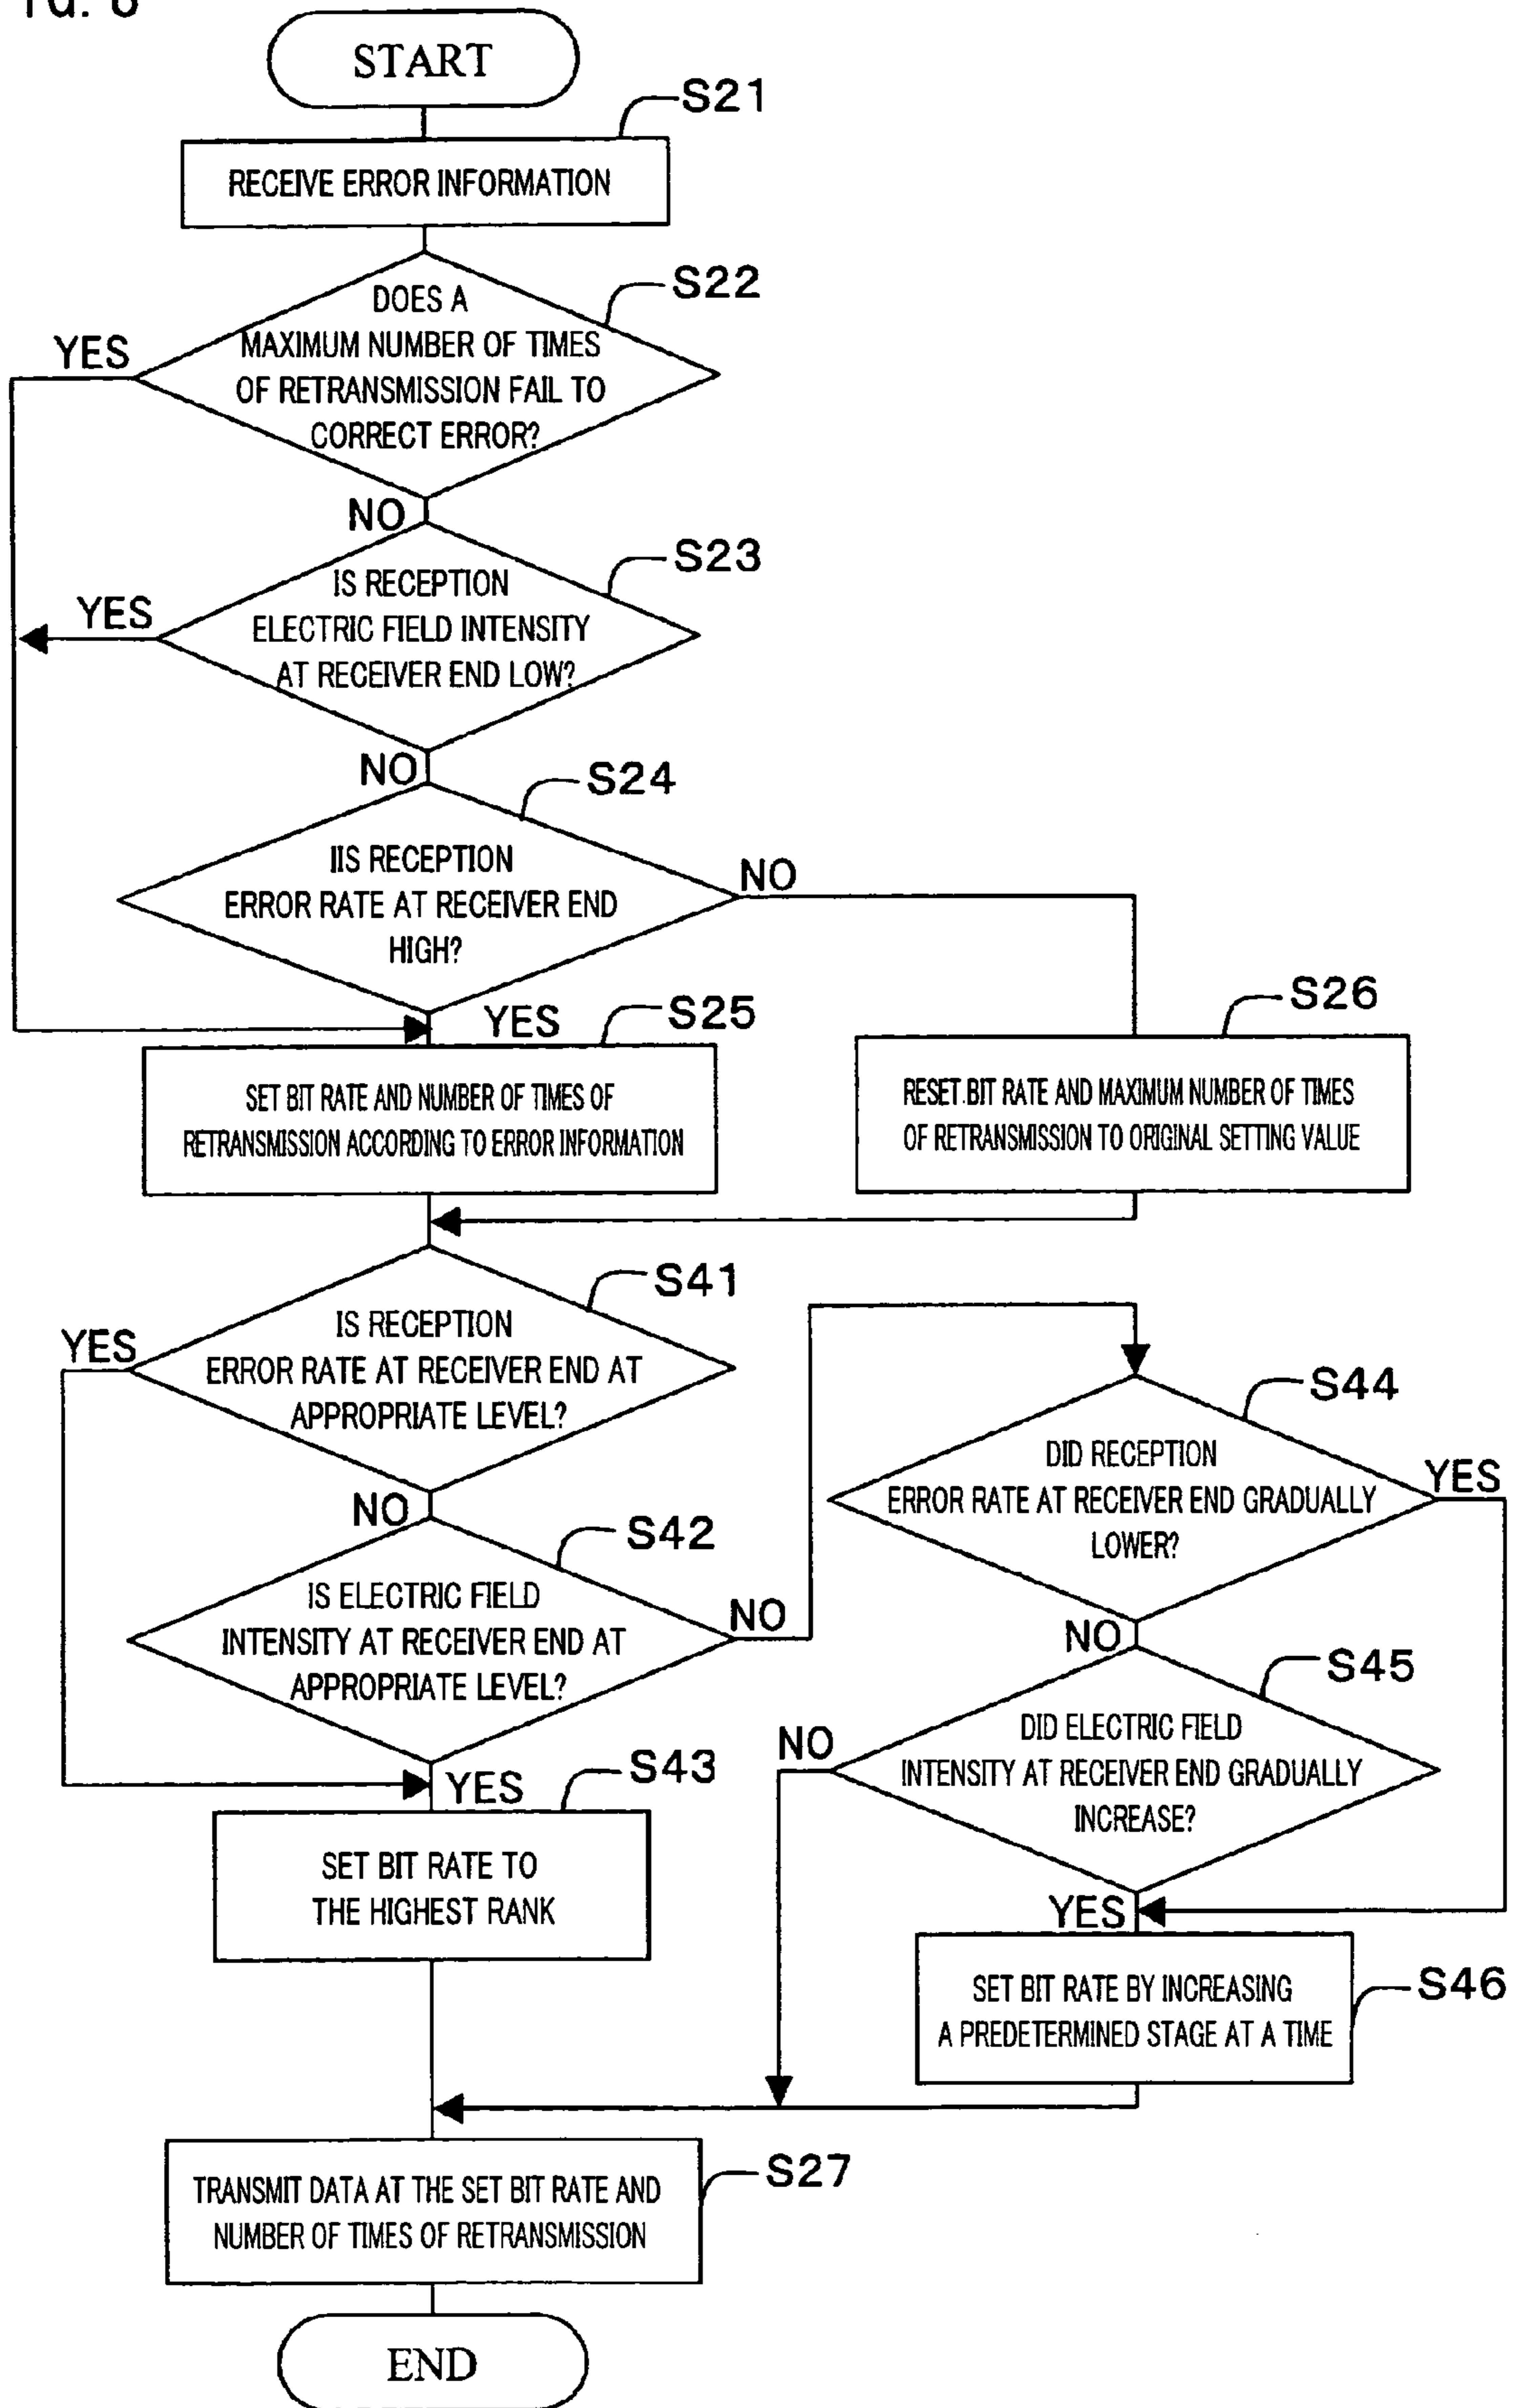 START
S21
RECEIVE ERROR INFORMATION
S22
DOES A
MAXIMUM NUMBER OF TIMES
OF RETRANSMISSION FAIL TO
CORRECT ERROR?
YES
NO
S23
IS RECEPTION
ELECTRIC FIELD INTENSITY
AT RECEIVER END LOW?
YES
NO
S24
IIS RECEPTION
ERROR RATE AT RECEIVER END
HIGH?
NO
YES
S25
SET BIT RATE AND NUMBER OF TIMES OF
RETRANSMISSION ACCORDING TO ERROR INFORMATION
S26
RESET BIT RATE AND MAXIMUM NUMBER OF TIMES
OF RETRANSMISSION TO ORIGINAL SETTING VALUE
S41
IS RECEPTION
ERROR RATE AT RECEIVER END AT
APPROPRIATE LEVEL?
YES
NO
S42
IS ELECTRIC FIELD
INTENSITY AT RECEIVER END AT
APPROPRIATE LEVEL?
NO
YES
S43
SET BIT RATE TO
THE HIGHEST RANK
S44
DID RECEPTION
ERROR RATE AT RECEIVER END GRADUALLY
LOWER?
YES
NO
S45
DID ELECTRIC FIELD
INTENSITY AT RECEIVER END GRADUALLY
INCREASE?
NO
YES
S46
SET BIT RATE BY INCREASING
A PREDETERMINED STAGE AT A TIME
S27
TRANSMIT DATA AT THE SET BIT RATE AND
NUMBER OF TIMES OF RETRANSMISSION
END